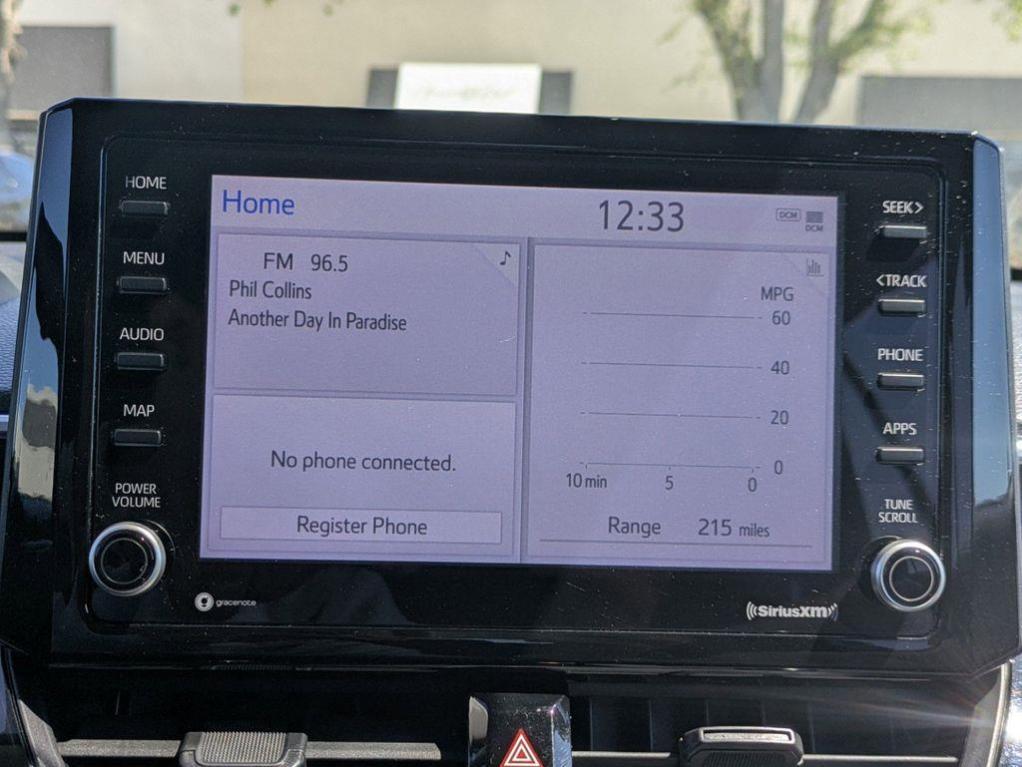 HOME
MENU
AUDIO
MAP
POWER
VOLUME
gracenote
Home
12:33
DCM
DCM
FM 96.5
Phil Collins
Another Day In Paradise
No phone connected.
Register Phone
MPG
60
40
20
0
10 min 5 0
Range 215 miles
SEEK>
<TRACK
PHONE
APPS
TUNE
SCROLL
((SiriusXM))